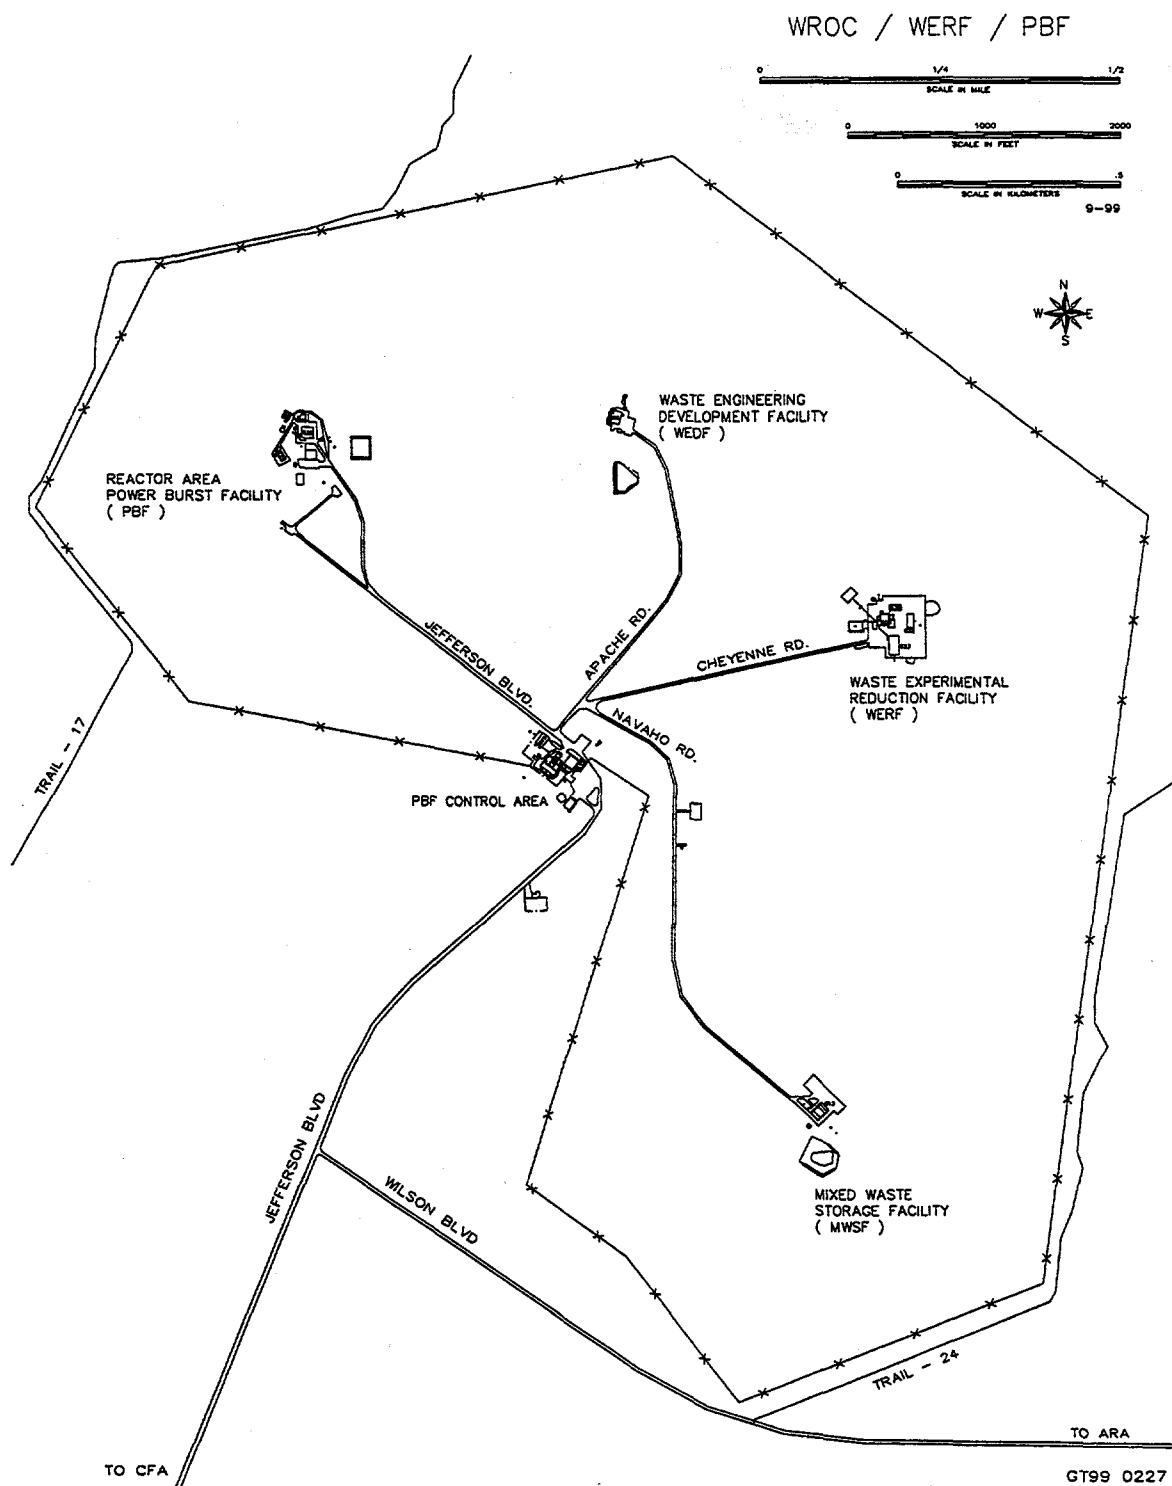 WROC / WERF / PBF
0 1/4 1/2
SCALE IN MILE
0 1000 2000
SCALE IN FEET
0 .5
SCALE IN KILOMETERS
9-99
N
W E
S
WASTE ENGINEERING
DEVELOPMENT FACILITY
( WEDF )
REACTOR AREA
POWER BURST FACILITY
( PBF )
JEFFERSON BLVD.
APACHE RD.
CHEYENNE RD.
WASTE EXPERIMENTAL
REDUCTION FACILITY
( WERF )
NAVAHO RD.
TRAIL - 17
PBF CONTROL AREA
JEFFERSON BLVD
WILSON BLVD
MIXED WASTE
STORAGE FACILITY
( MWSF )
TRAIL - 24
TO ARA
TO CFA
GT99 0227